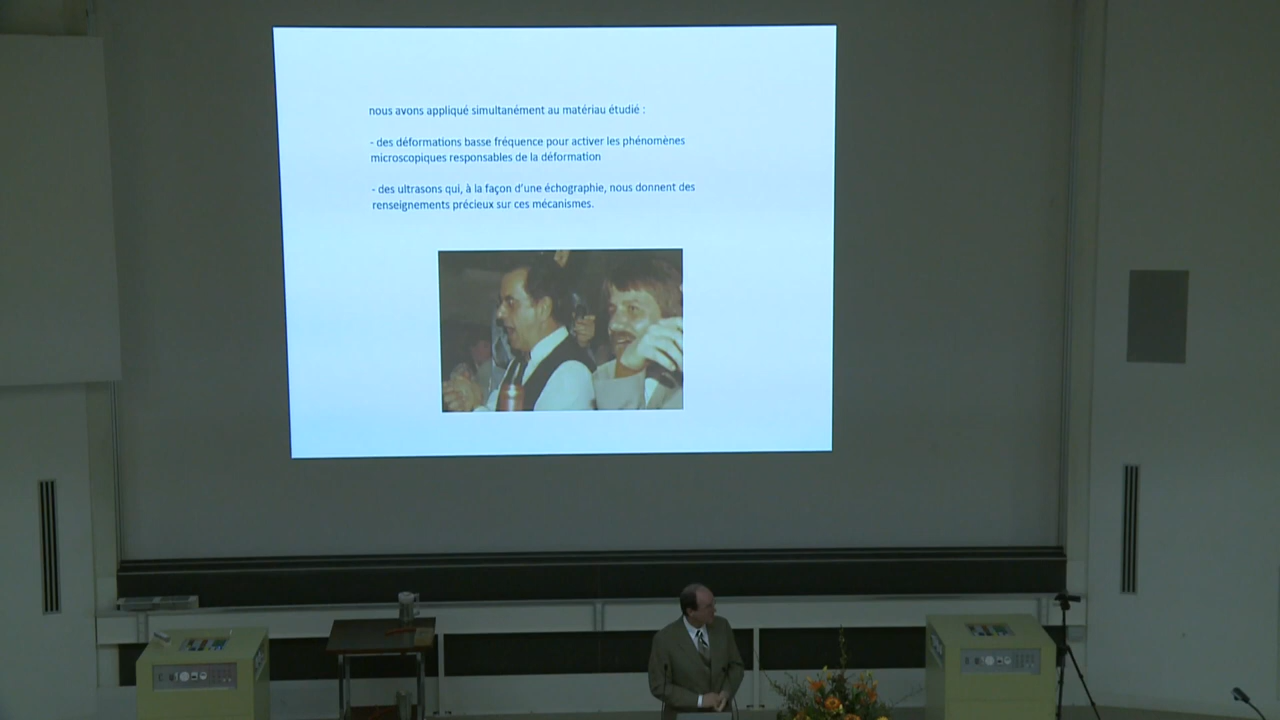 nous avons appliqué simultanément au matériau étudié :
- des déformations basse fréquence pour activer les phénomènes
microscopiques responsables de la déformation
- des ultrasons qui, à la façon d'une échographie, nous donnent des
renseignements précieux sur ces mécanismes.